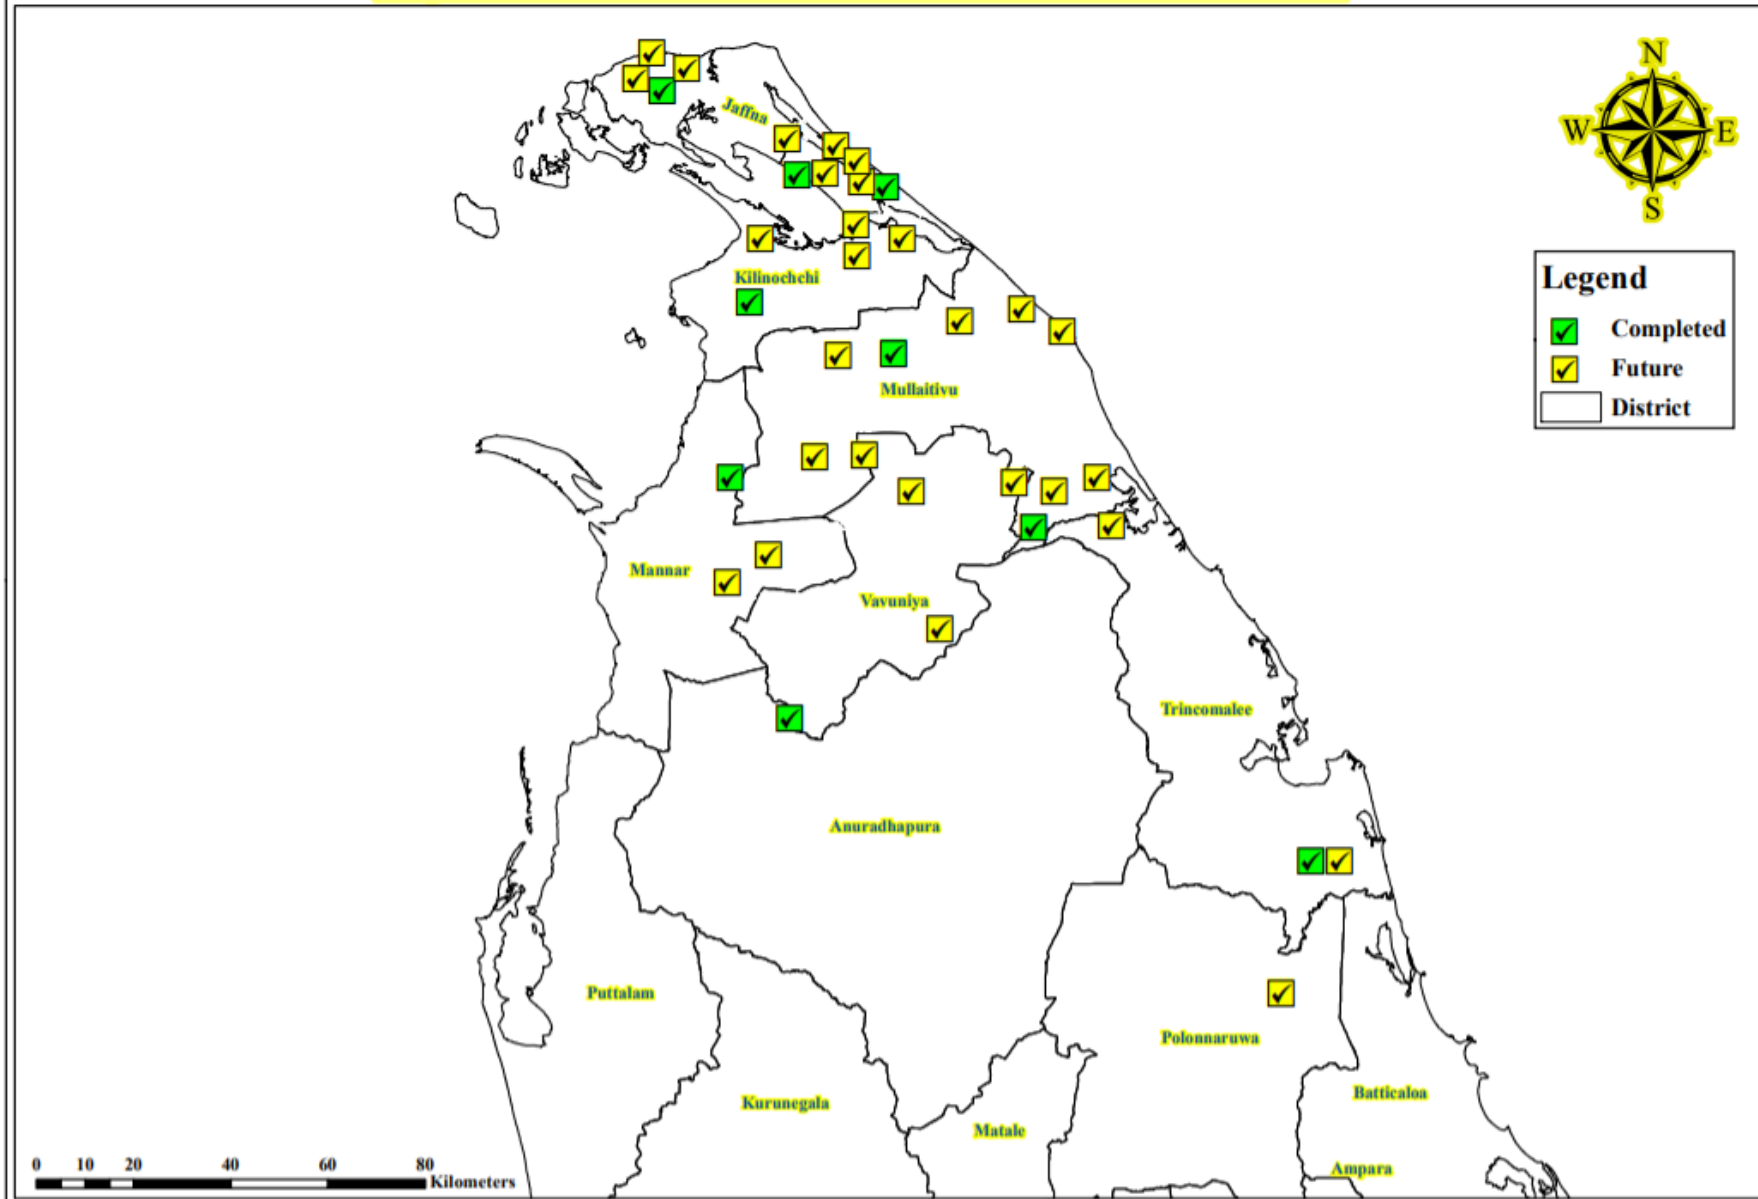 N
W E
S
Jaffna
Kilinochchi
Legend
Completed
Future
District
Mullaitivu
Mannar
Vavuniya
Trincomalee
Anuradhapura
Puttalam
Polonnaruwa
Kurunegala
Batticaloa
Matale
Ampara
0 10 20 40 60 80
Kilometers